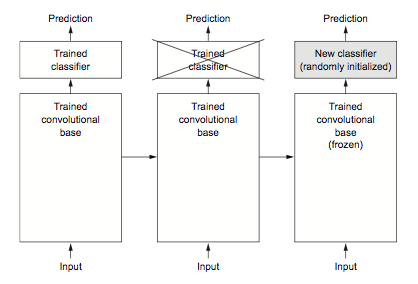 Prediction
Trained
classifier
Trained
convolutional
base
Input
Prediction
Trained
classifier
Trained
convolutional
base
Input
Prediction
New classifier
(randomly initialized)
Trained
convolutional
base
(frozen)
Input